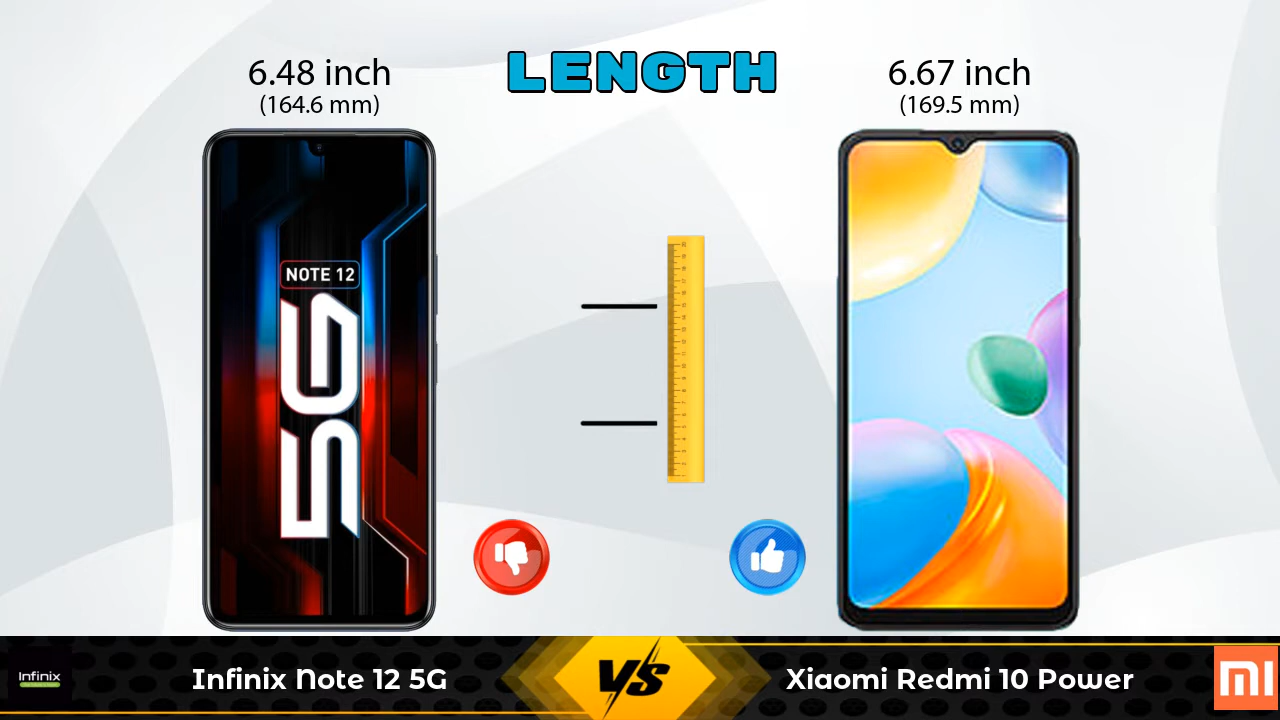 LENGTH
6.48 inch
(164.6 mm)
6.67 inch
(169.5 mm)
NOTE 12
5G
Infinix
Infinix Note 12 5G
VS
Xiaomi Redmi 10 Power
mi